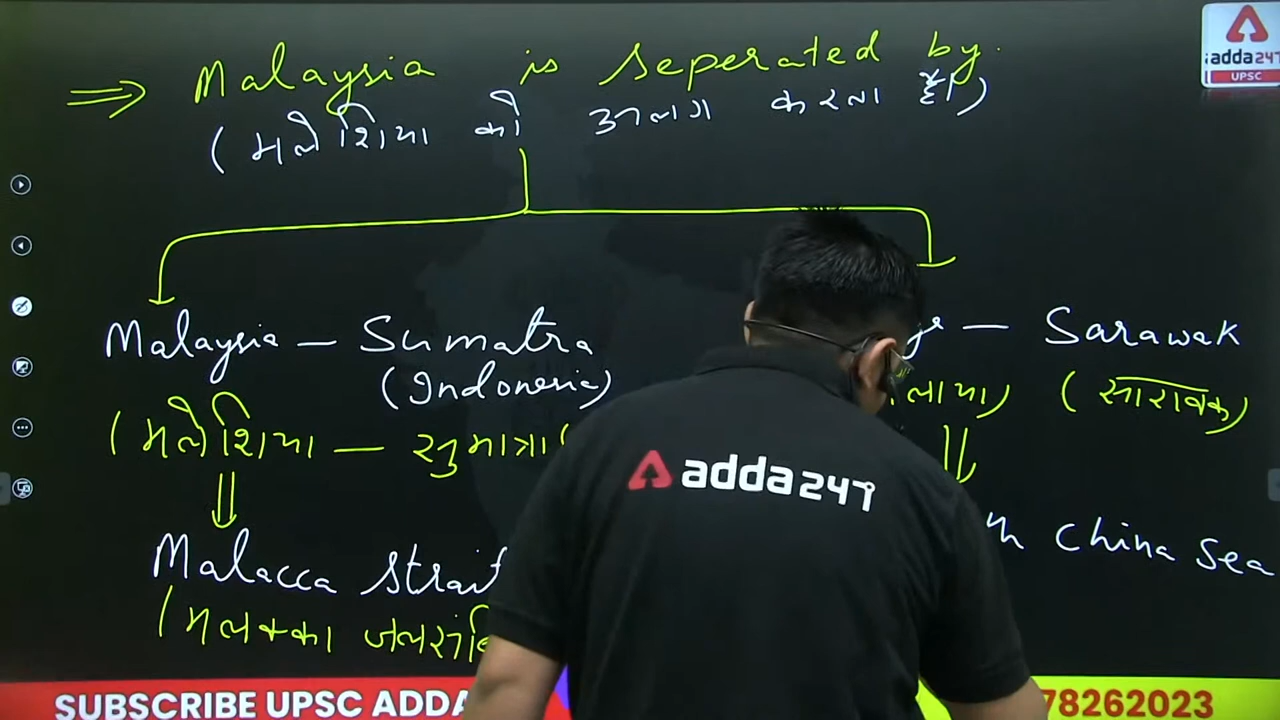 ⇒ Malaysia is seperated by.
(मलेशिया को अलग करना है।)
Malaysia – Sumatra
(Indonesia)
(मलेशिया – सुमात्रा
Sarawak
(सारावक)
Malacca Strait
(मलक्का
China Sea
adda247
UPSC
adda247
SUBSCRIBE UPSC ADDA
78262023